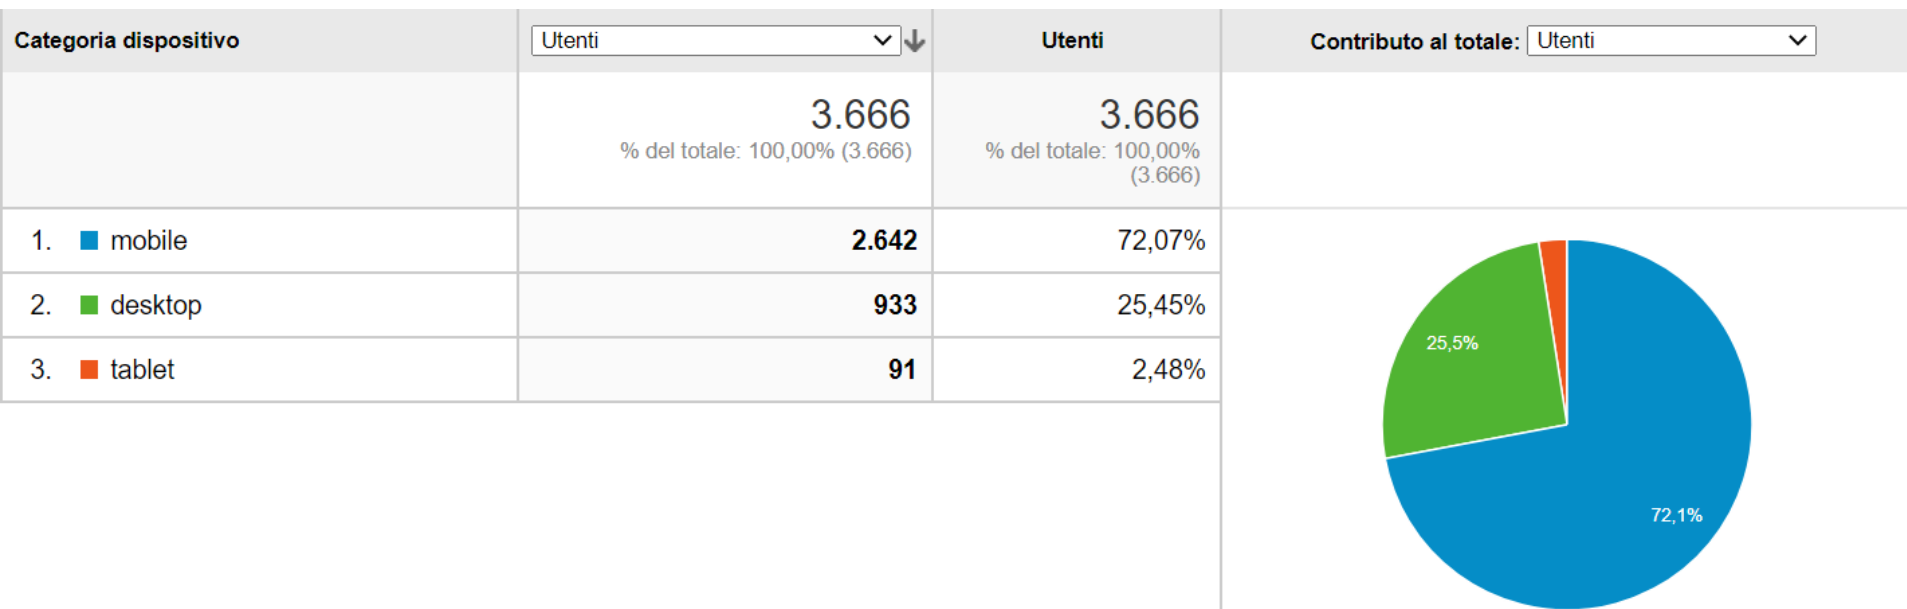 Categoria dispositivo
Utenti
Utenti
Contributo al totale: Utenti
3.666
% del totale: 100,00% (3.666)
3.666
% del totale: 100,00%
(3.666)
1. mobile 2.642 72,07%
2. desktop 933 25,45%
3. tablet 91 2,48%
25,5%
72,1%